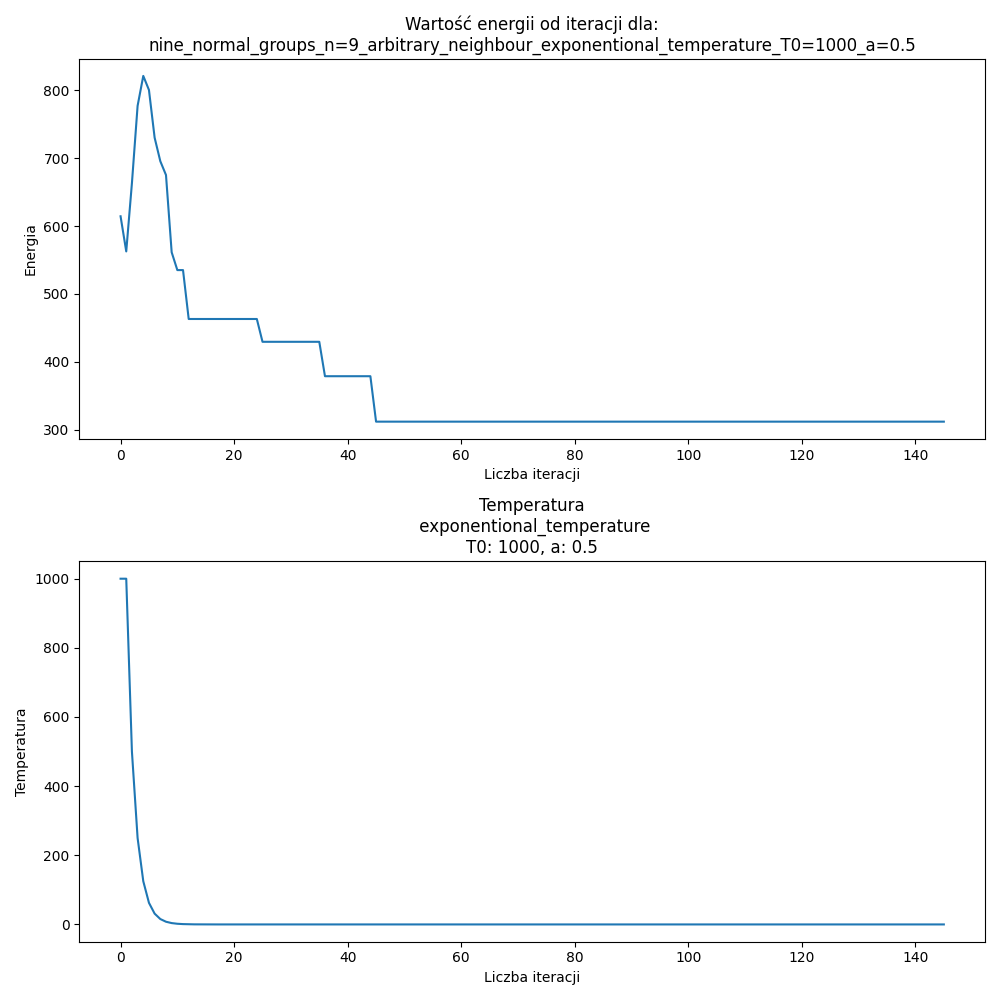 Wartość energii od iteracji dla:
nine_normal_groups_n=9_arbitrary_neighbour_exponentional_temperature_T0=1000_a=0.5
800
700
600
500
400
300
Energia
0 20 40 60 80 100 120 140
Liczba iteracji
Temperatura
exponentional_temperature
T0: 1000, a: 0.5
1000
800
600
400
200
0
Temperatura
0 20 40 60 80 100 120 140
Liczba iteracji